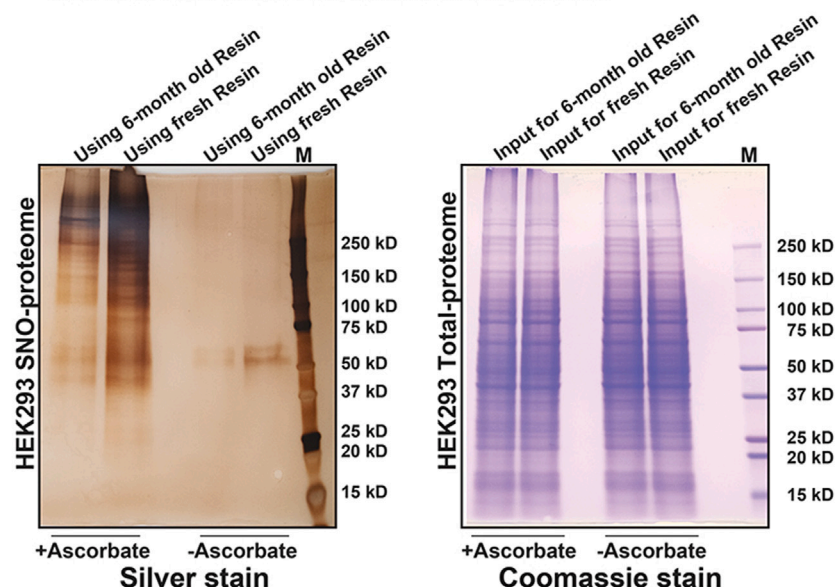 Using 6-month old Resin
Using fresh Resin
Using 6-month old Resin
Using fresh Resin
M
HEK293 SNO-proteome
250 kD
150 kD
100 kD
75 kD
50 kD
37 kD
25 kD
20 kD
15 kD
+Ascorbate
-Ascorbate
Silver stain
Input for 6-month old Resin
Input for fresh Resin
Input for 6-month old Resin
Input for fresh Resin
M
HEK293 Total-proteome
250 kD
150 kD
100 kD
75 kD
50 kD
37 kD
25 kD
20 kD
15 kD
+Ascorbate
-Ascorbate
Coomassie stain